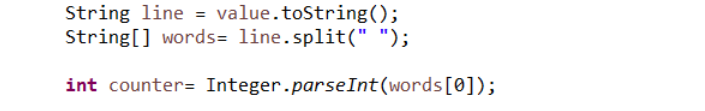 String line = value.toString();
String[] words= line.split(" ");
int counter= Integer.parseInt(words[0]);